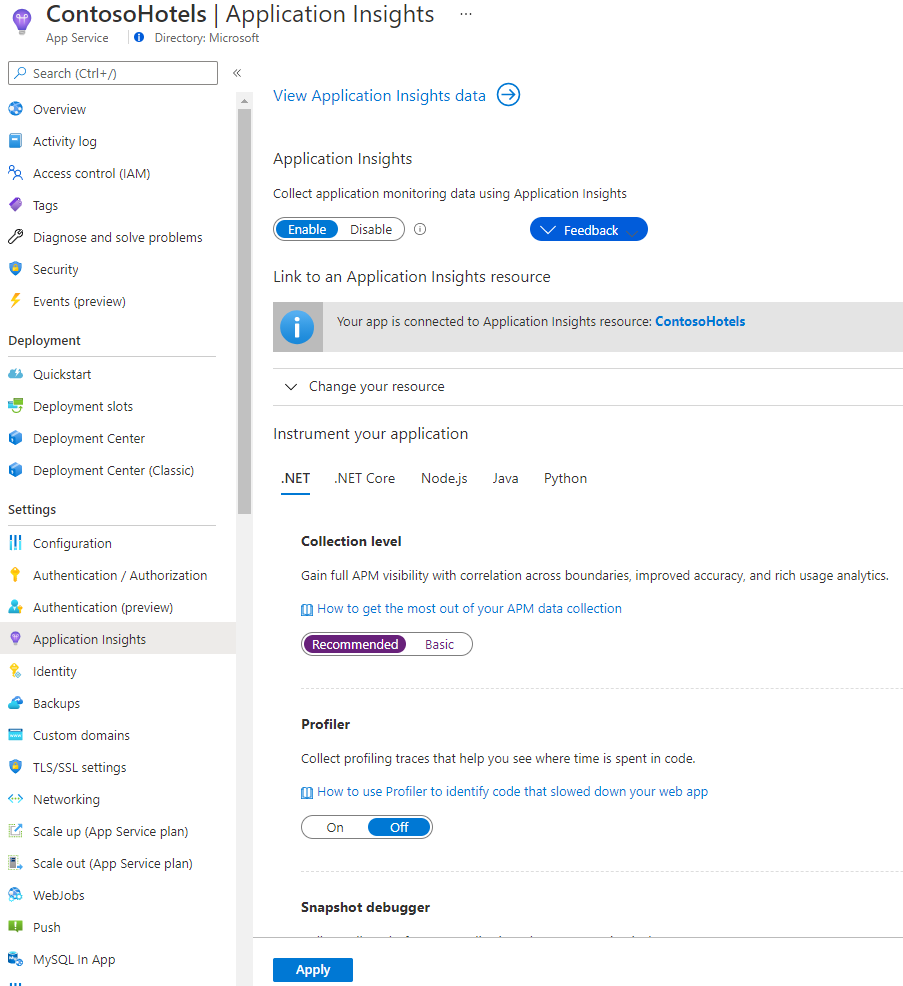 ContosoHotels | Application Insights ...
App Service Directory: Microsoft
Search (Ctrl+/)
Overview
Activity log
Access control (IAM)
Tags
Diagnose and solve problems
Security
Events (preview)
Deployment
Quickstart
Deployment slots
Deployment Center
Deployment Center (Classic)
Settings
Configuration
Authentication / Authorization
Authentication (preview)
Application Insights
Identity
Backups
Custom domains
TLS/SSL settings
Networking
Scale up (App Service plan)
Scale out (App Service plan)
WebJobs
Push
MySQL In App
View Application Insights data
Application Insights
Collect application monitoring data using Application Insights
Enable Disable Feedback
Link to an Application Insights resource
Your app is connected to Application Insights resource: ContosoHotels
Change your resource
Instrument your application
.NET .NET Core Node.js Java Python
Collection level
Gain full APM visibility with correlation across boundaries, improved accuracy, and rich usage analytics.
How to get the most out of your APM data collection
Recommended Basic
Profiler
Collect profiling traces that help you see where time is spent in code.
How to use Profiler to identify code that slowed down your web app
On Off
Snapshot debugger
Apply